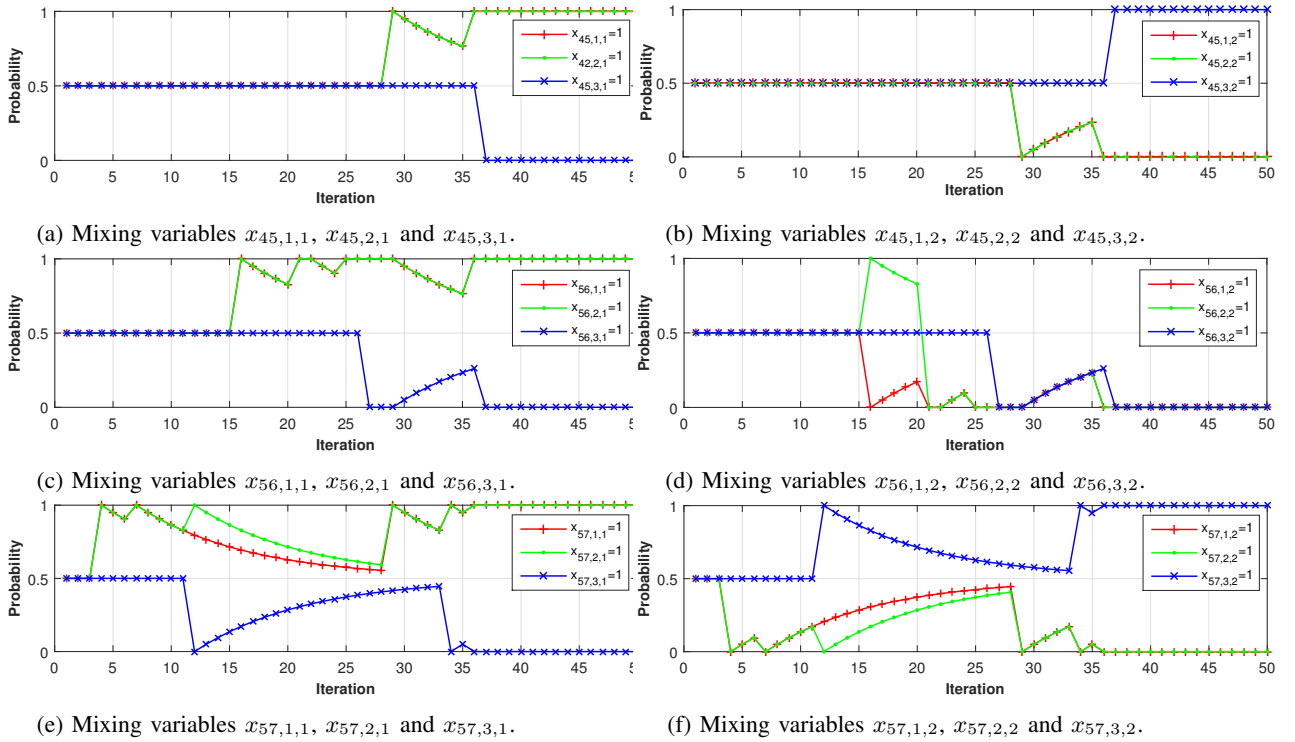 1
0.5
0
Probability
x45,1,1=1
x42,2,1=1
x45,3,1=1
0 5 10 15 20 25 30 35 40 45 5
Iteration
(a) Mixing variables x45,1,1, x45,2,1 and x45,3,1.
1
0.5
0
Probability
x45,1,2=1
x45,2,2=1
x45,3,2=1
0 5 10 15 20 25 30 35 40 45 50
Iteration
(b) Mixing variables x45,1,2, x45,2,2 and x45,3,2.
1
0.5
0
Probability
x56,1,1=1
x56,2,1=1
x56,3,1=1
0 5 10 15 20 25 30 35 40 45 5
Iteration
(c) Mixing variables x56,1,1, x56,2,1 and x56,3,1.
1
0.5
0
Probability
x56,1,2=1
x56,2,2=1
x56,3,2=1
0 5 10 15 20 25 30 35 40 45 50
Iteration
(d) Mixing variables x56,1,2, x56,2,2 and x56,3,2.
1
0.5
0
Probability
x57,1,1=1
x57,2,1=1
x57,3,1=1
0 5 10 15 20 25 30 35 40 45 5
Iteration
(e) Mixing variables x57,1,1, x57,2,1 and x57,3,1.
1
0.5
0
Probability
x57,1,2=1
x57,2,2=1
x57,3,2=1
0 5 10 15 20 25 30 35 40 45 50
Iteration
(f) Mixing variables x57,1,2, x57,2,2 and x57,3,2.